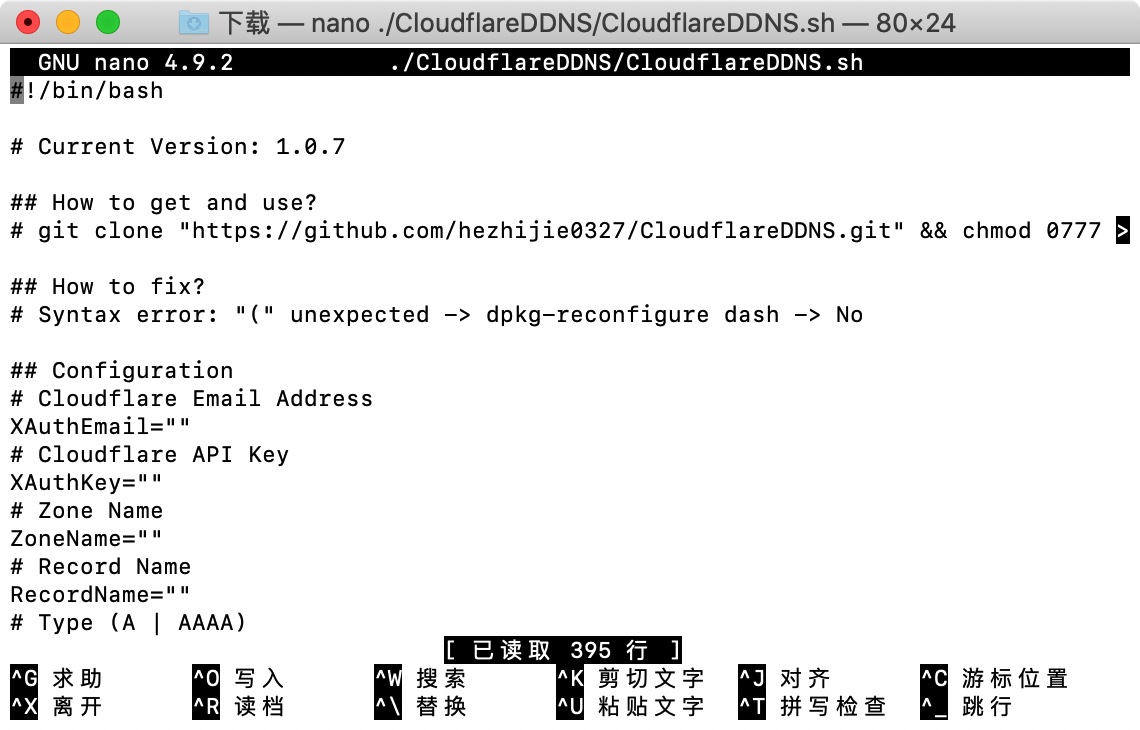 下载 — nano ./CloudflareDDNS/CloudflareDDNS.sh — 80×24
GNU nano 4.9.2 ./CloudflareDDNS/CloudflareDDNS.sh
#!/bin/bash
# Current Version: 1.0.7
## How to get and use?
# git clone "https://github.com/hezhijie0327/CloudflareDDNS.git" && chmod 0777 >
## How to fix?
# Syntax error: "(" unexpected -> dpkg-reconfigure dash -> No
## Configuration
# Cloudflare Email Address
XAuthEmail=""
# Cloudflare API Key
XAuthKey=""
# Zone Name
ZoneName=""
# Record Name
RecordName=""
# Type (A | AAAA)
[ 已读取 395 行 ]
^G 求助 ^O 写入 ^W 搜索 ^K 剪切文字 ^J 对齐 ^C 游标位置
^X 离开 ^R 读档 ^\ 替换 ^U 粘贴文字 ^T 拼写检查 ^_ 跳行